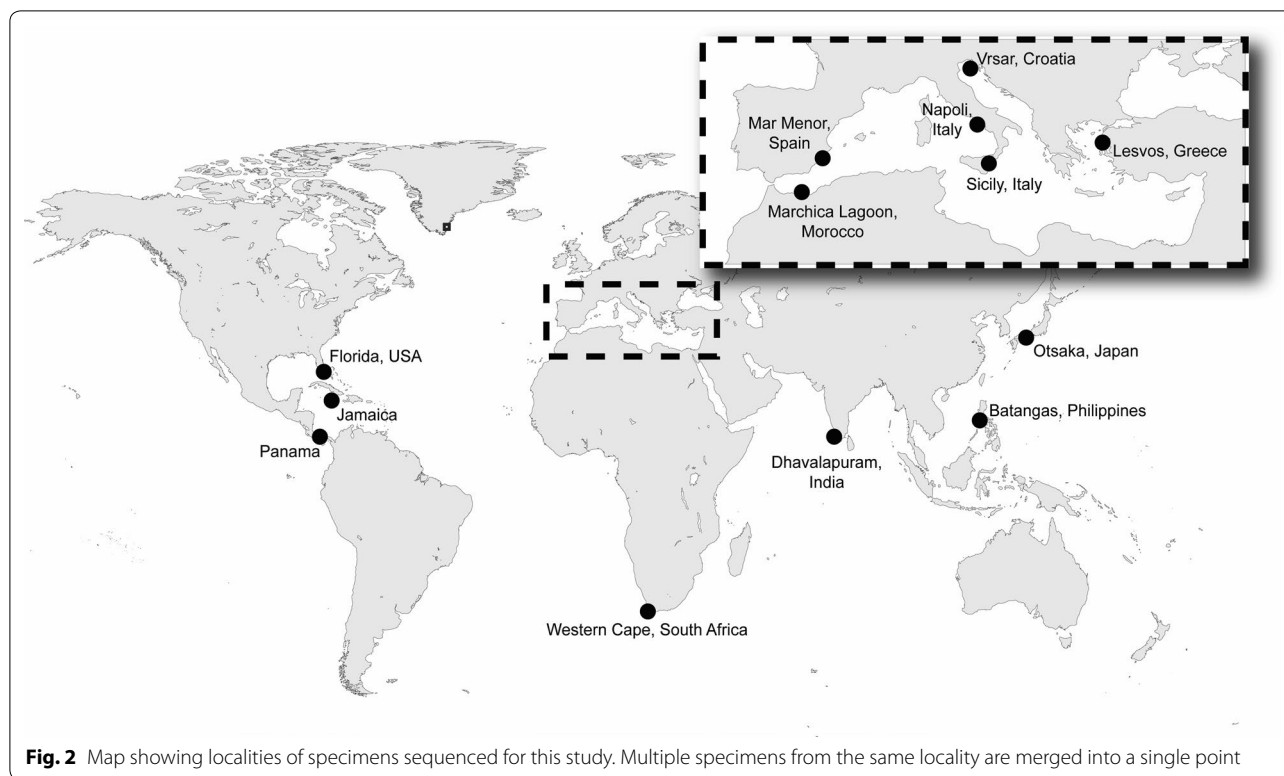 Vrsar, Croatia
Napoli,
Italy
Mar Menor,
Spain
Lesvos, Greece
Sicily, Italy
Marchica Lagoon,
Morocco
Florida, USA
Jamaica
Panama
Otsaka, Japan
Batangas, Philippines
Dhavalapuram,
India
Western Cape, South Africa
Fig. 2 Map showing localities of specimens sequenced for this study. Multiple specimens from the same locality are merged into a single point